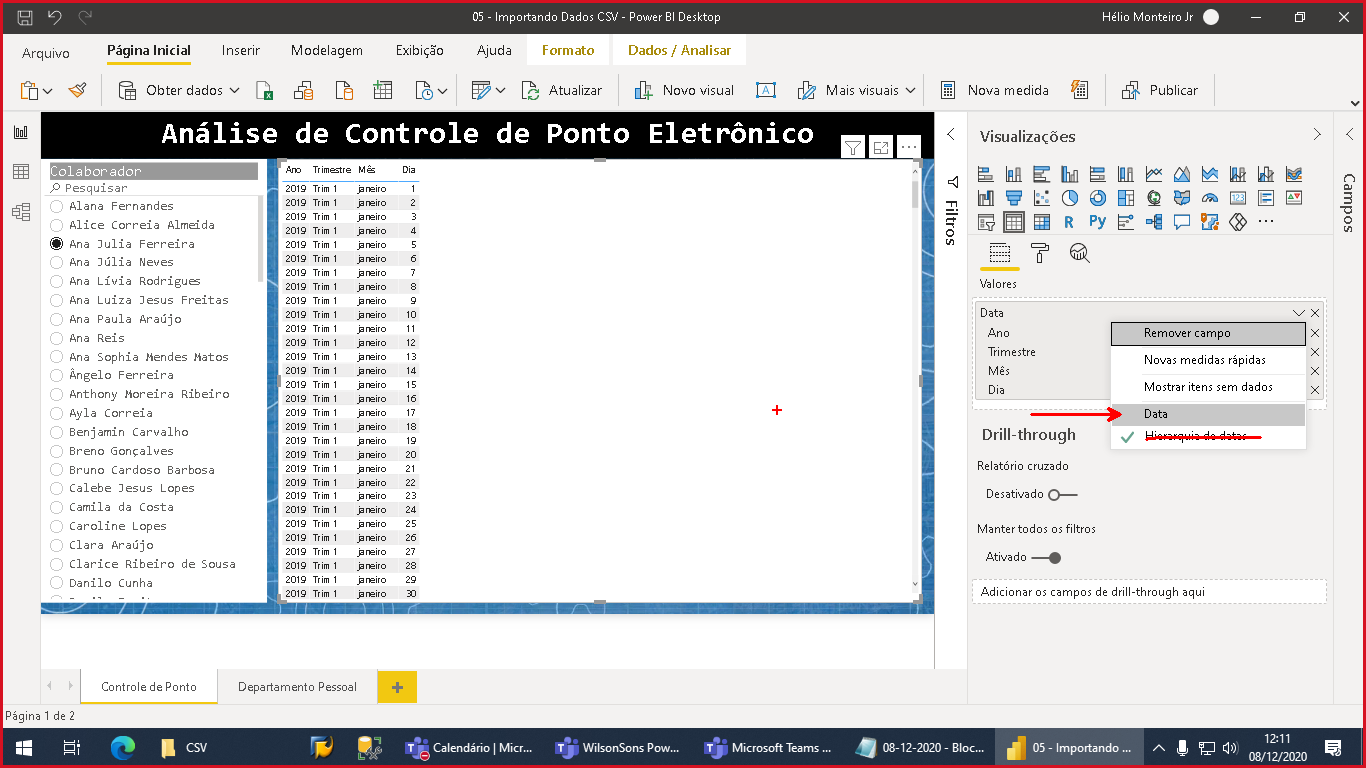 05 - Importando Dados CSV - Power BI Desktop
Hélio Monteiro Jr
Arquivo
Página Inicial
Inserir
Modelagem
Exibição
Ajuda
Formato
Dados / Analisar
Obter dados
Atualizar
Novo visual
Mais visuais
Nova medida
Publicar
Análise de Controle de Ponto Eletrônico
Colaborador
Pesquisar
Alana Fernandes
Alice Correia Almeida
Ana Julia Ferreira
Ana Júlia Neves
Ana Lívia Rodrigues
Ana Luiza Jesus Freitas
Ana Paula Araújo
Ana Reis
Ana Sophia Mendes Matos
Ângelo Ferreira
Anthony Moreira Ribeiro
Ayla Correia
Benjamin Carvalho
Breno Gonçalves
Bruno Cardoso Barbosa
Calebe Jesus Lopes
Camila da Costa
Caroline Lopes
Clara Araújo
Clarice Ribeiro de Sousa
Danilo Cunha
Ano Trimestre Mês Dia
2019 Trim 1 janeiro 1
2019 Trim 1 janeiro 2
2019 Trim 1 janeiro 3
2019 Trim 1 janeiro 4
2019 Trim 1 janeiro 5
2019 Trim 1 janeiro 6
2019 Trim 1 janeiro 7
2019 Trim 1 janeiro 8
2019 Trim 1 janeiro 9
2019 Trim 1 janeiro 10
2019 Trim 1 janeiro 11
2019 Trim 1 janeiro 12
2019 Trim 1 janeiro 13
2019 Trim 1 janeiro 14
2019 Trim 1 janeiro 15
2019 Trim 1 janeiro 16
2019 Trim 1 janeiro 17
2019 Trim 1 janeiro 18
2019 Trim 1 janeiro 19
2019 Trim 1 janeiro 20
2019 Trim 1 janeiro 21
2019 Trim 1 janeiro 22
2019 Trim 1 janeiro 23
2019 Trim 1 janeiro 24
2019 Trim 1 janeiro 25
2019 Trim 1 janeiro 26
2019 Trim 1 janeiro 27
2019 Trim 1 janeiro 28
2019 Trim 1 janeiro 29
2019 Trim 1 janeiro 30
Filtros
Visualizações
R
Py
123
Valores
Data
Ano
Trimestre
Mês
Dia
Remover campo
Novas medidas rápidas
Mostrar itens sem dados
Data
Hierarquia de datas
Drill-through
Relatório cruzado
Desativado
Manter todos os filtros
Ativado
Adicionar os campos de drill-through aqui
Campos
Controle de Ponto
Departamento Pessoal
Página 1 de 2
CSV
Calendário | Micr...
WilsonSons Pow...
Microsoft Teams ...
08-12-2020 - Bloc...
05 - Importando ...
12:11
08/12/2020